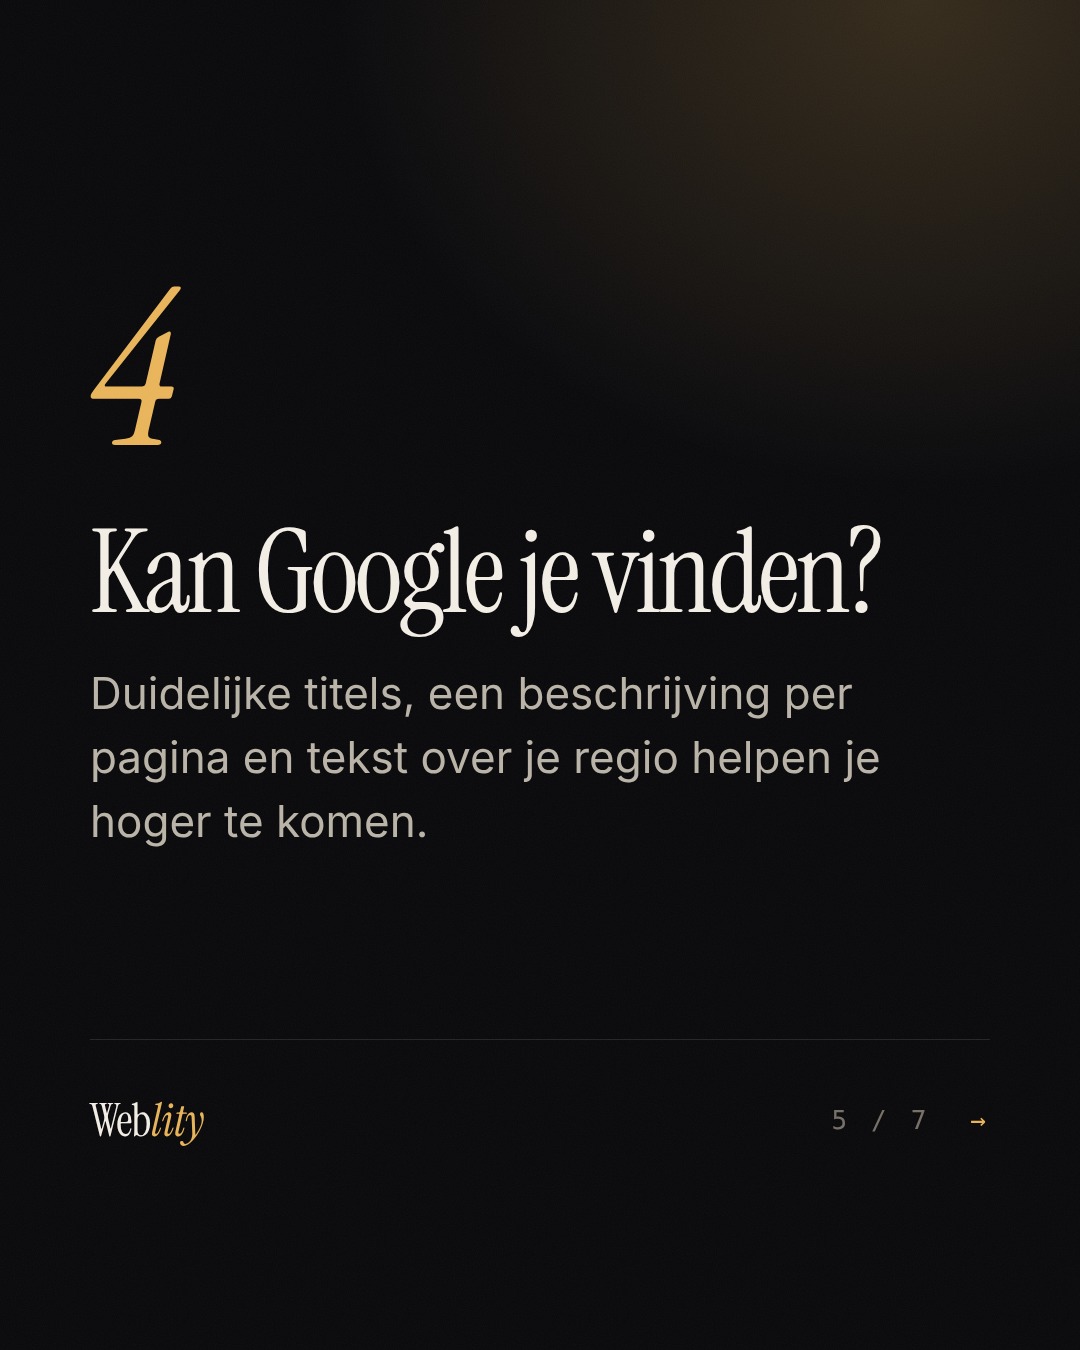 4
Kan Google je vinden?
Duidelijke titels, een beschrijving per
pagina en tekst over je regio helpen je
hoger te komen.
Weblity
5 / 7 →